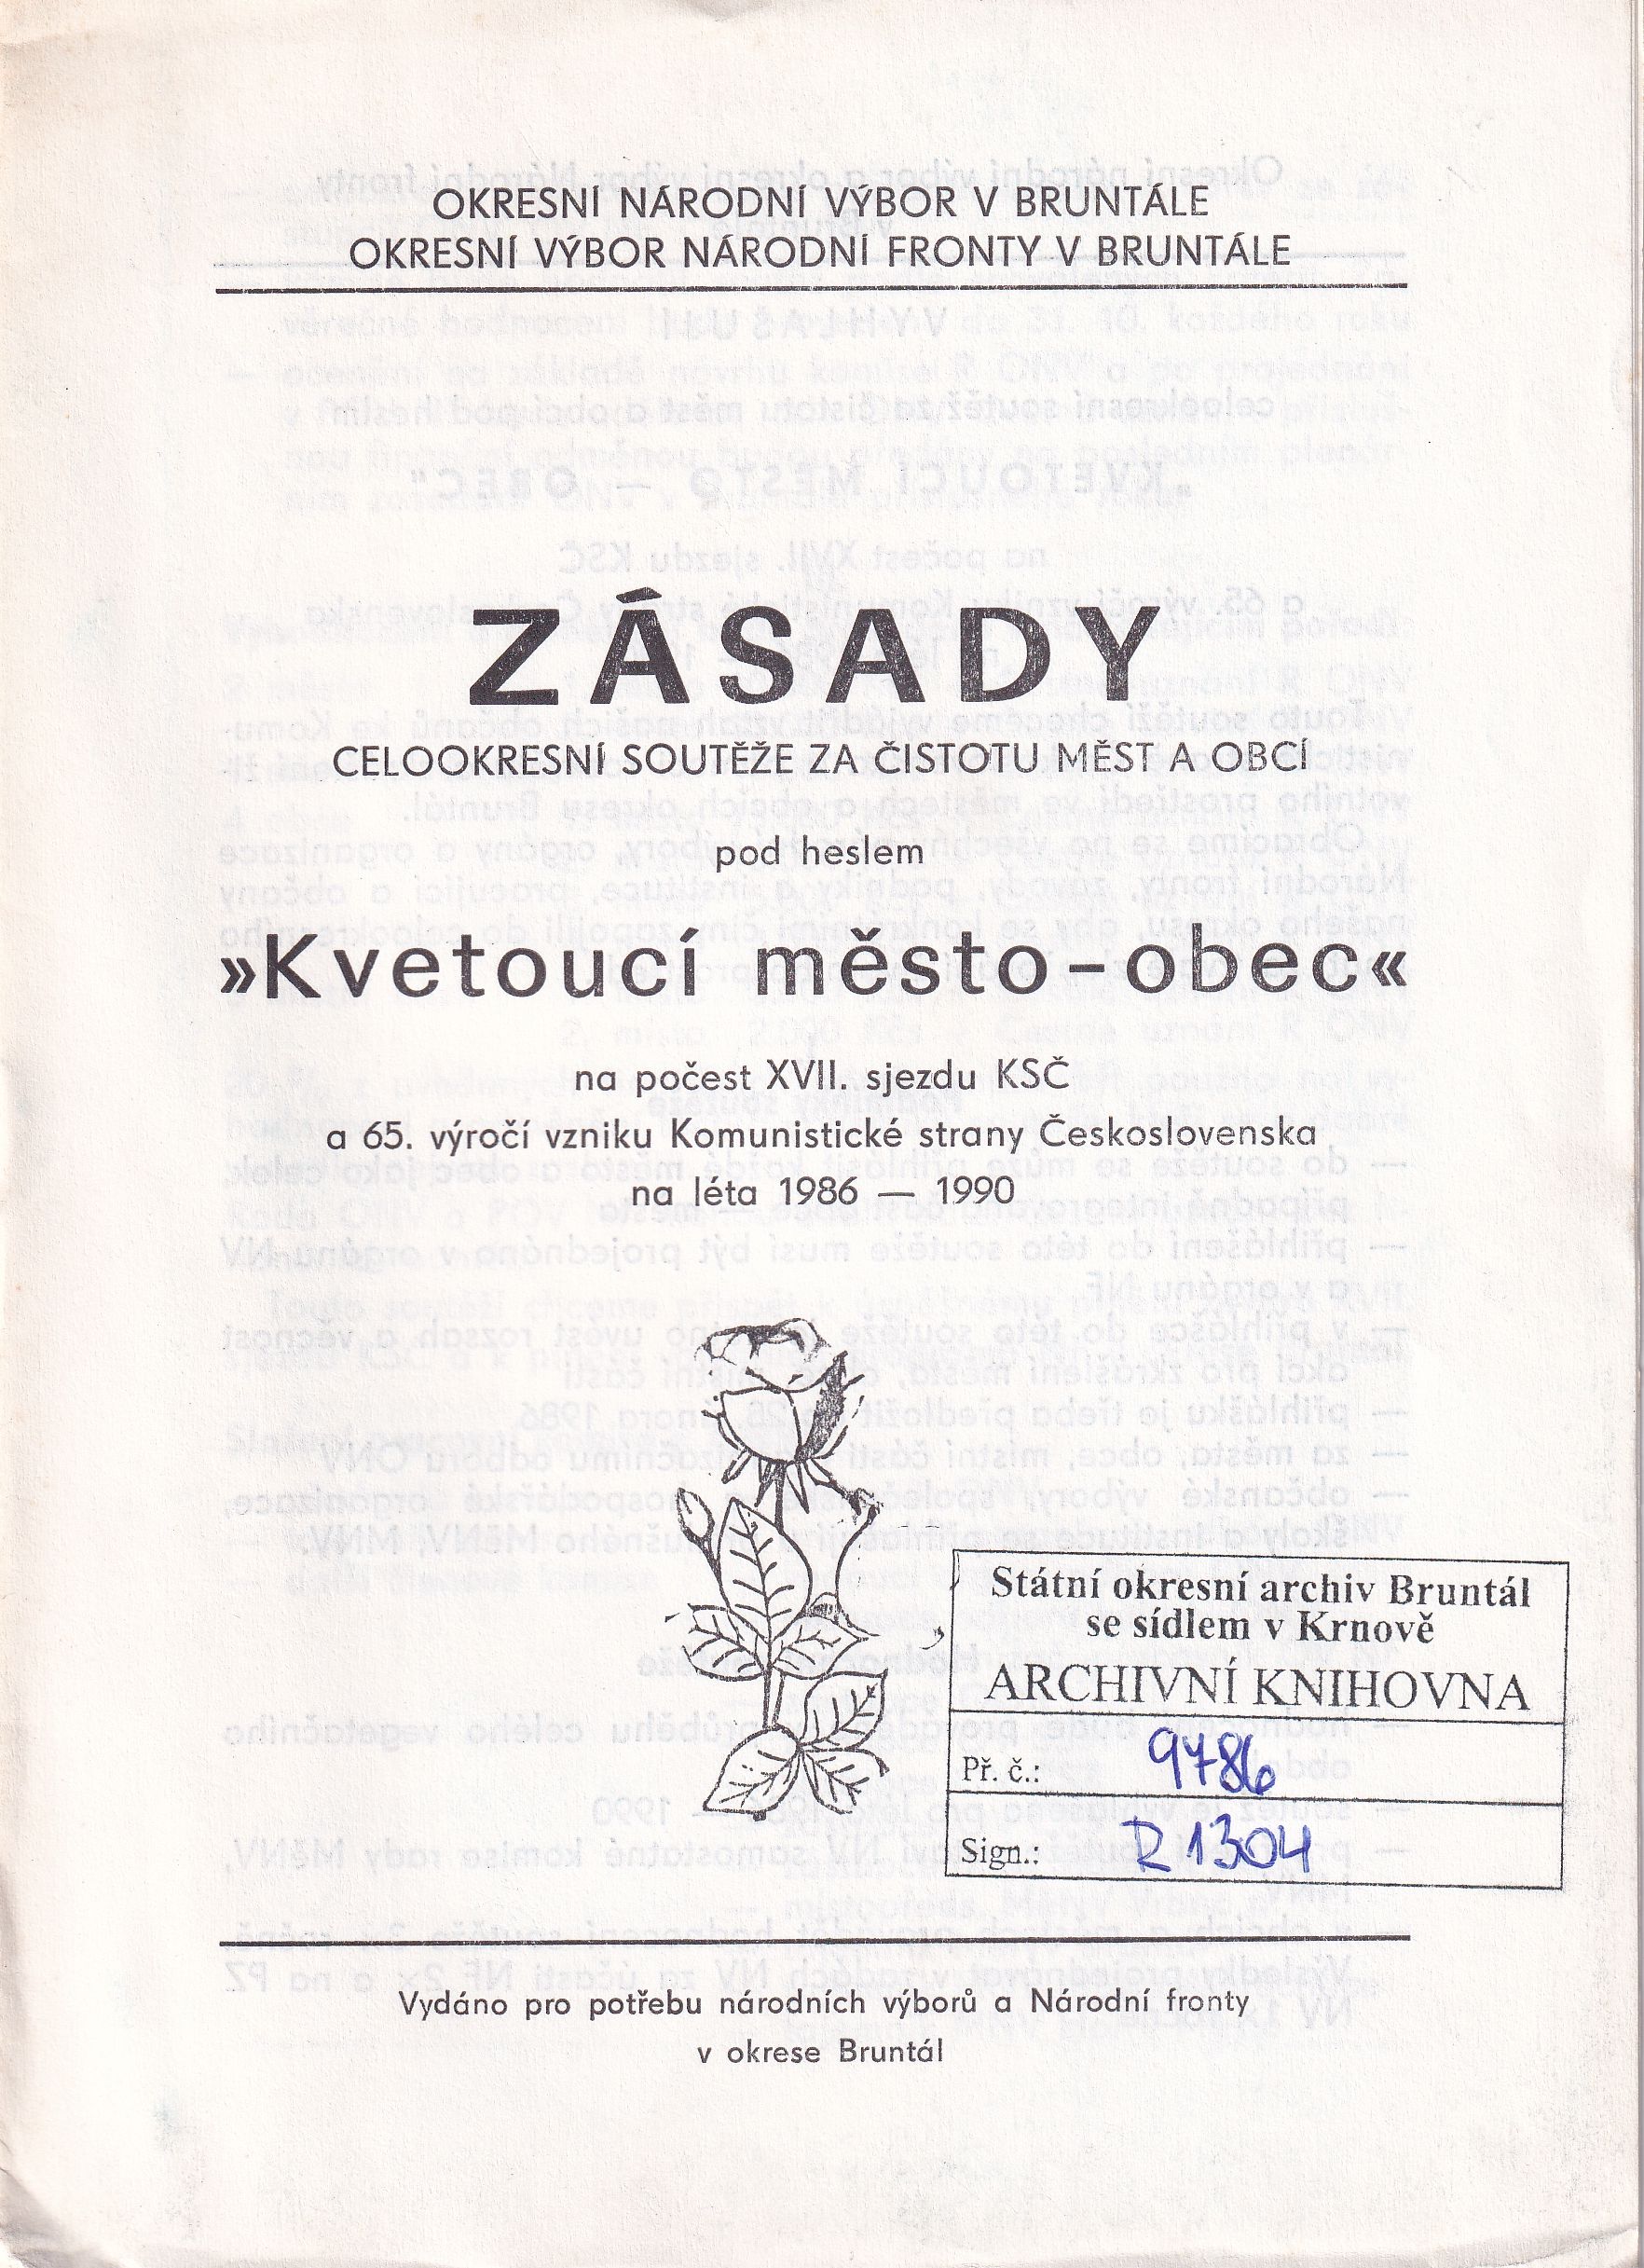 OKRESNÍ NÁRODNÍ VÝBOR V BRUNTÁLE
OKRESNÍ VÝBOR NÁRODNÍ FRONTY V BRUNTÁLE
ZÁSADY
CELOOKRESNÍ SOUTĚŽE ZA ČISTOTU MĚST A OBCÍ
pod heslem
»Kvetoucí město-obec«
na počest XVII. sjezdu KSČ
a 65. výročí vzniku Komunistické strany Československa
na léta 1986 — 1990
Státní okresní archiv Bruntál
se sídlem v Krnově
ARCHIVNÍ KNIHOVNA
Př. č.: 9786
Sign.: R 1304
Vydáno pro potřebu národních výborů a Národní fronty
v okrese Bruntál